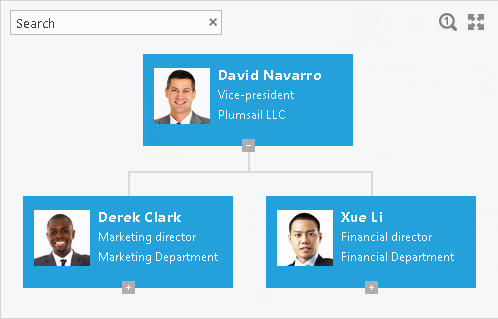 Search
1
David Navarro
Vice-president
Plumsail LLC
Derek Clark
Marketing director
Marketing Department
Xue Li
Financial director
Financial Department